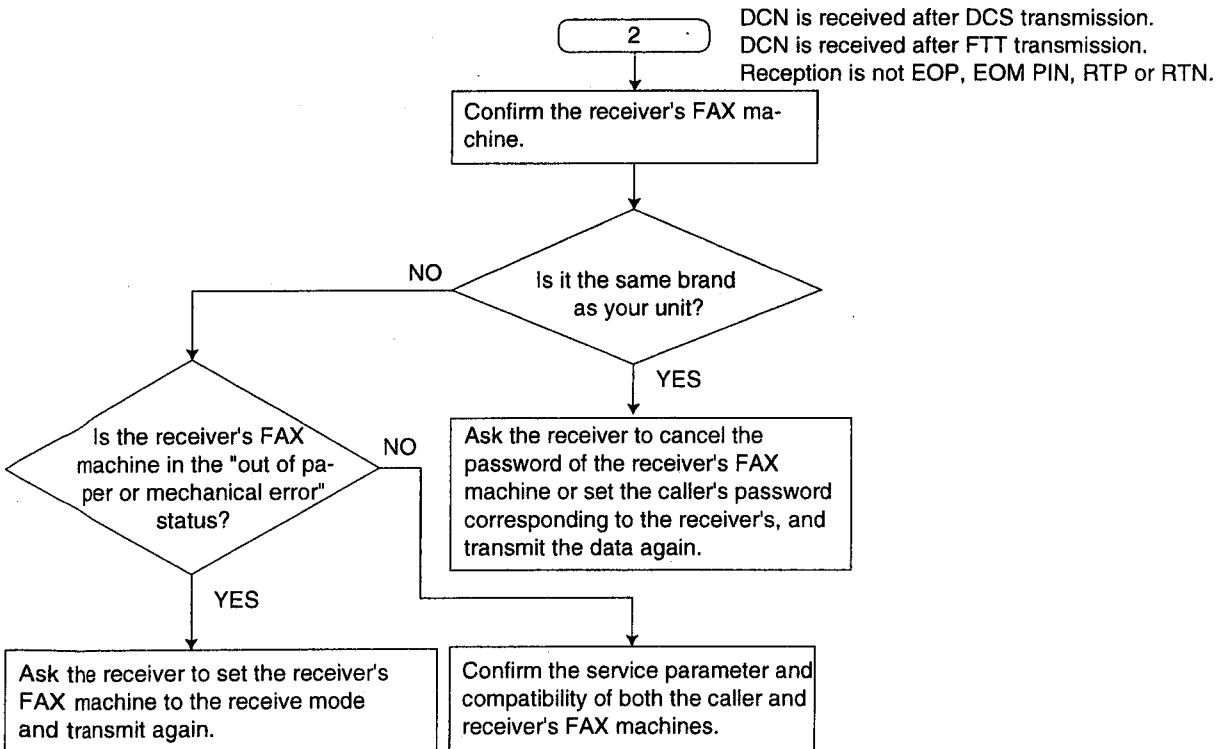 2
DCN is received after DCS transmission.
DCN is received after FTT transmission.
Reception is not EOP, EOM PIN, RTP or RTN.
Confirm the receiver's FAX ma-
chine.
Is it the same brand
as your unit?
NO
YES
Is the receiver's FAX
machine in the "out of pa-
per or mechanical error"
status?
NO
YES
Ask the receiver to cancel the
password of the receiver's FAX
machine or set the caller's password
corresponding to the receiver's, and
transmit the data again.
Ask the receiver to set the receiver's
FAX machine to the receive mode
and transmit again.
Confirm the service parameter and
compatibility of both the caller and
receiver's FAX machines.